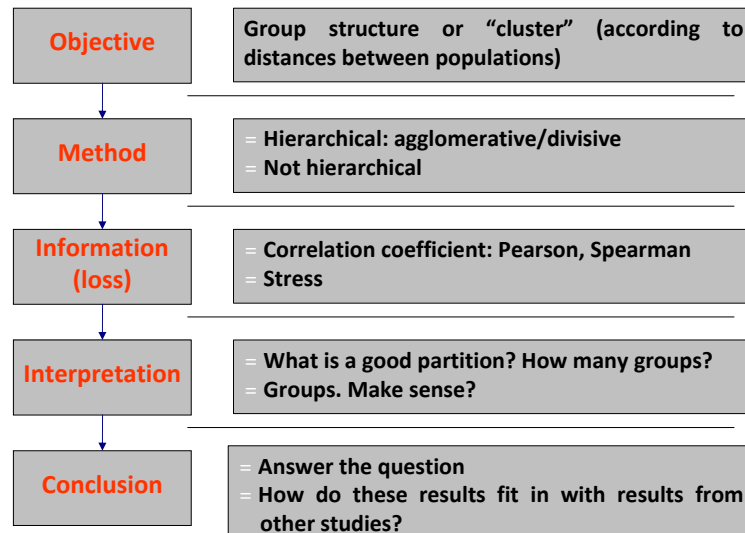 Objective
Group structure or “cluster” (according to
distances between populations)
Method
= Hierarchical: agglomerative/divisive
= Not hierarchical
Information
(loss)
= Correlation coefficient: Pearson, Spearman
= Stress
Interpretation
= What is a good partition? How many groups?
= Groups. Make sense?
Conclusion
= Answer the question
= How do these results fit in with results from
other studies?